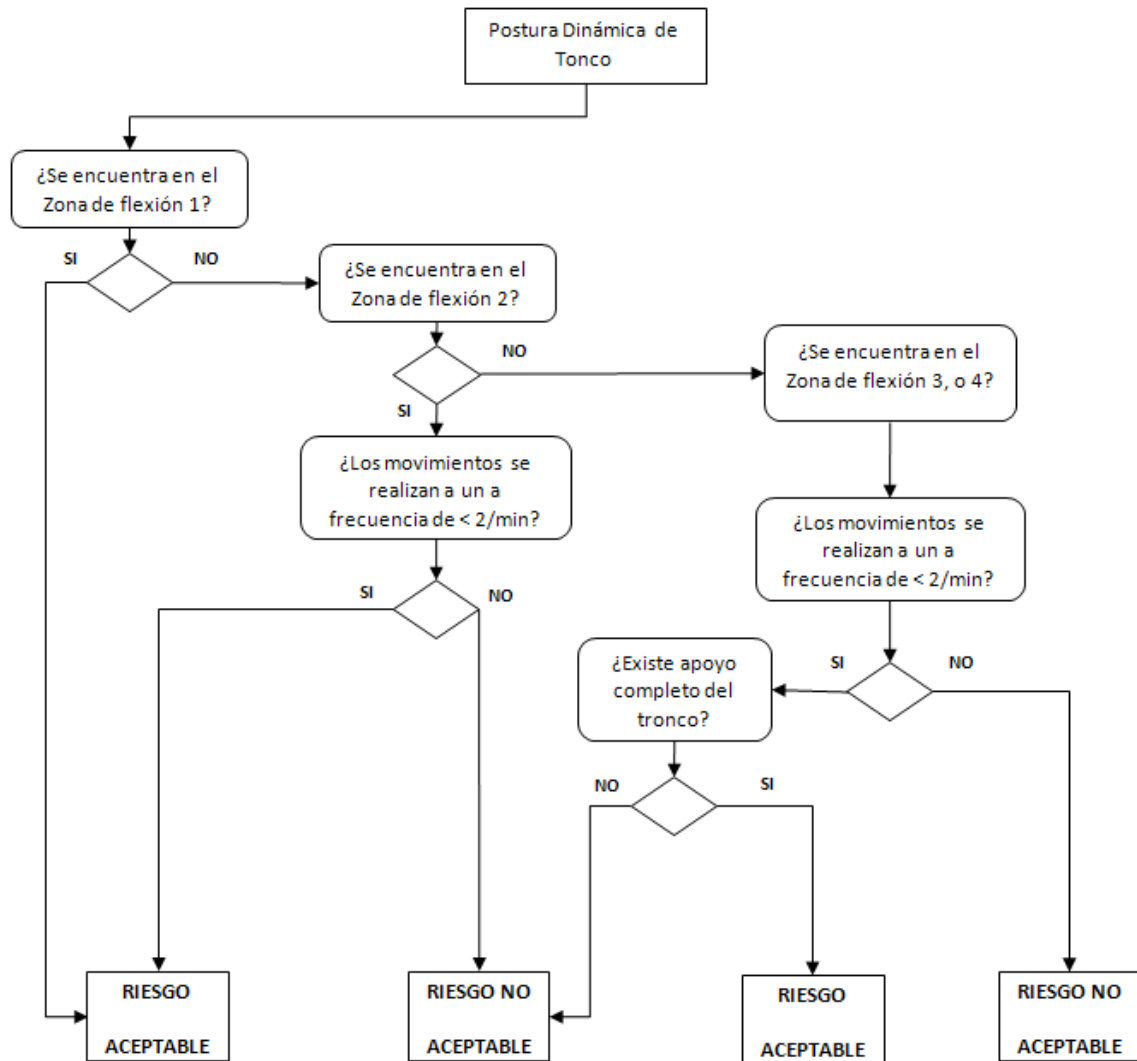 Postura Dinámica de
Tonco
¿Se encuentra en el
Zona de flexión 1?
SI
NO
¿Se encuentra en el
Zona de flexión 2?
NO
SI
¿Se encuentra en el
Zona de flexión 3, o 4?
¿Los movimientos se
realizan a un a
frecuencia de < 2/min?
SI
NO
¿Los movimientos se
realizan a un a
frecuencia de < 2/min?
SI
NO
¿Existe apoyo
completo del
tronco?
NO
SI
RIESGO
ACEPTABLE
RIESGO NO
ACEPTABLE
RIESGO
ACEPTABLE
RIESGO NO
ACEPTABLE